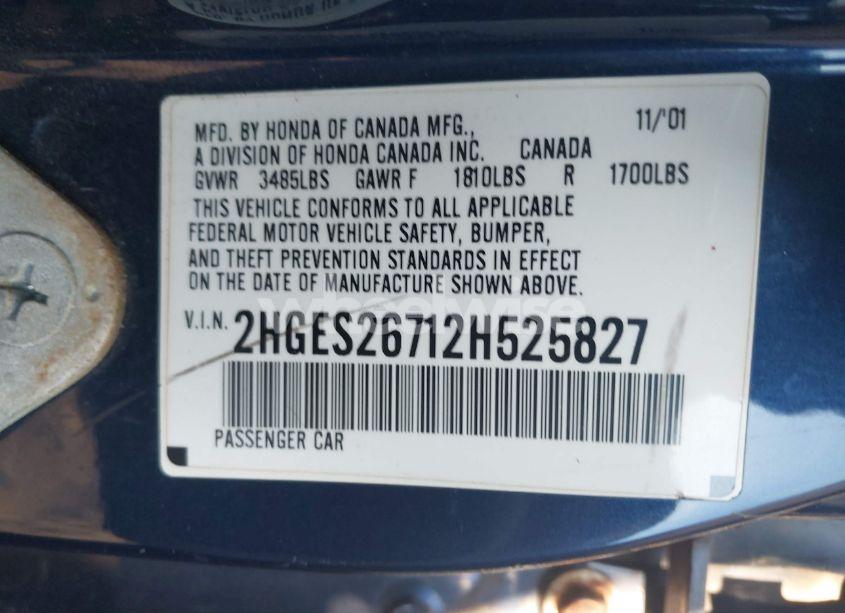 MFD. BY HONDA OF CANADA MFG., 11/'01
A DIVISION OF HONDA CANADA INC. CANADA
GVWR 3485LBS GAWR F 1810LBS R 1700LBS
THIS VEHICLE CONFORMS TO ALL APPLICABLE
FEDERAL MOTOR VEHICLE SAFETY, BUMPER,
AND THEFT PREVENTION STANDARDS IN EFFECT
ON THE DATE OF MANUFACTURE SHOWN ABOVE.
V.I.N. 2HGES26712H525827
PASSENGER CAR